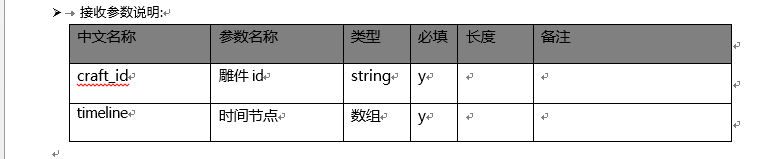 接收参数说明:
中文名称 参数名称 类型 必填 长度 备注
craft_id 雕件 id string y
timeline 时间节点 数组 y